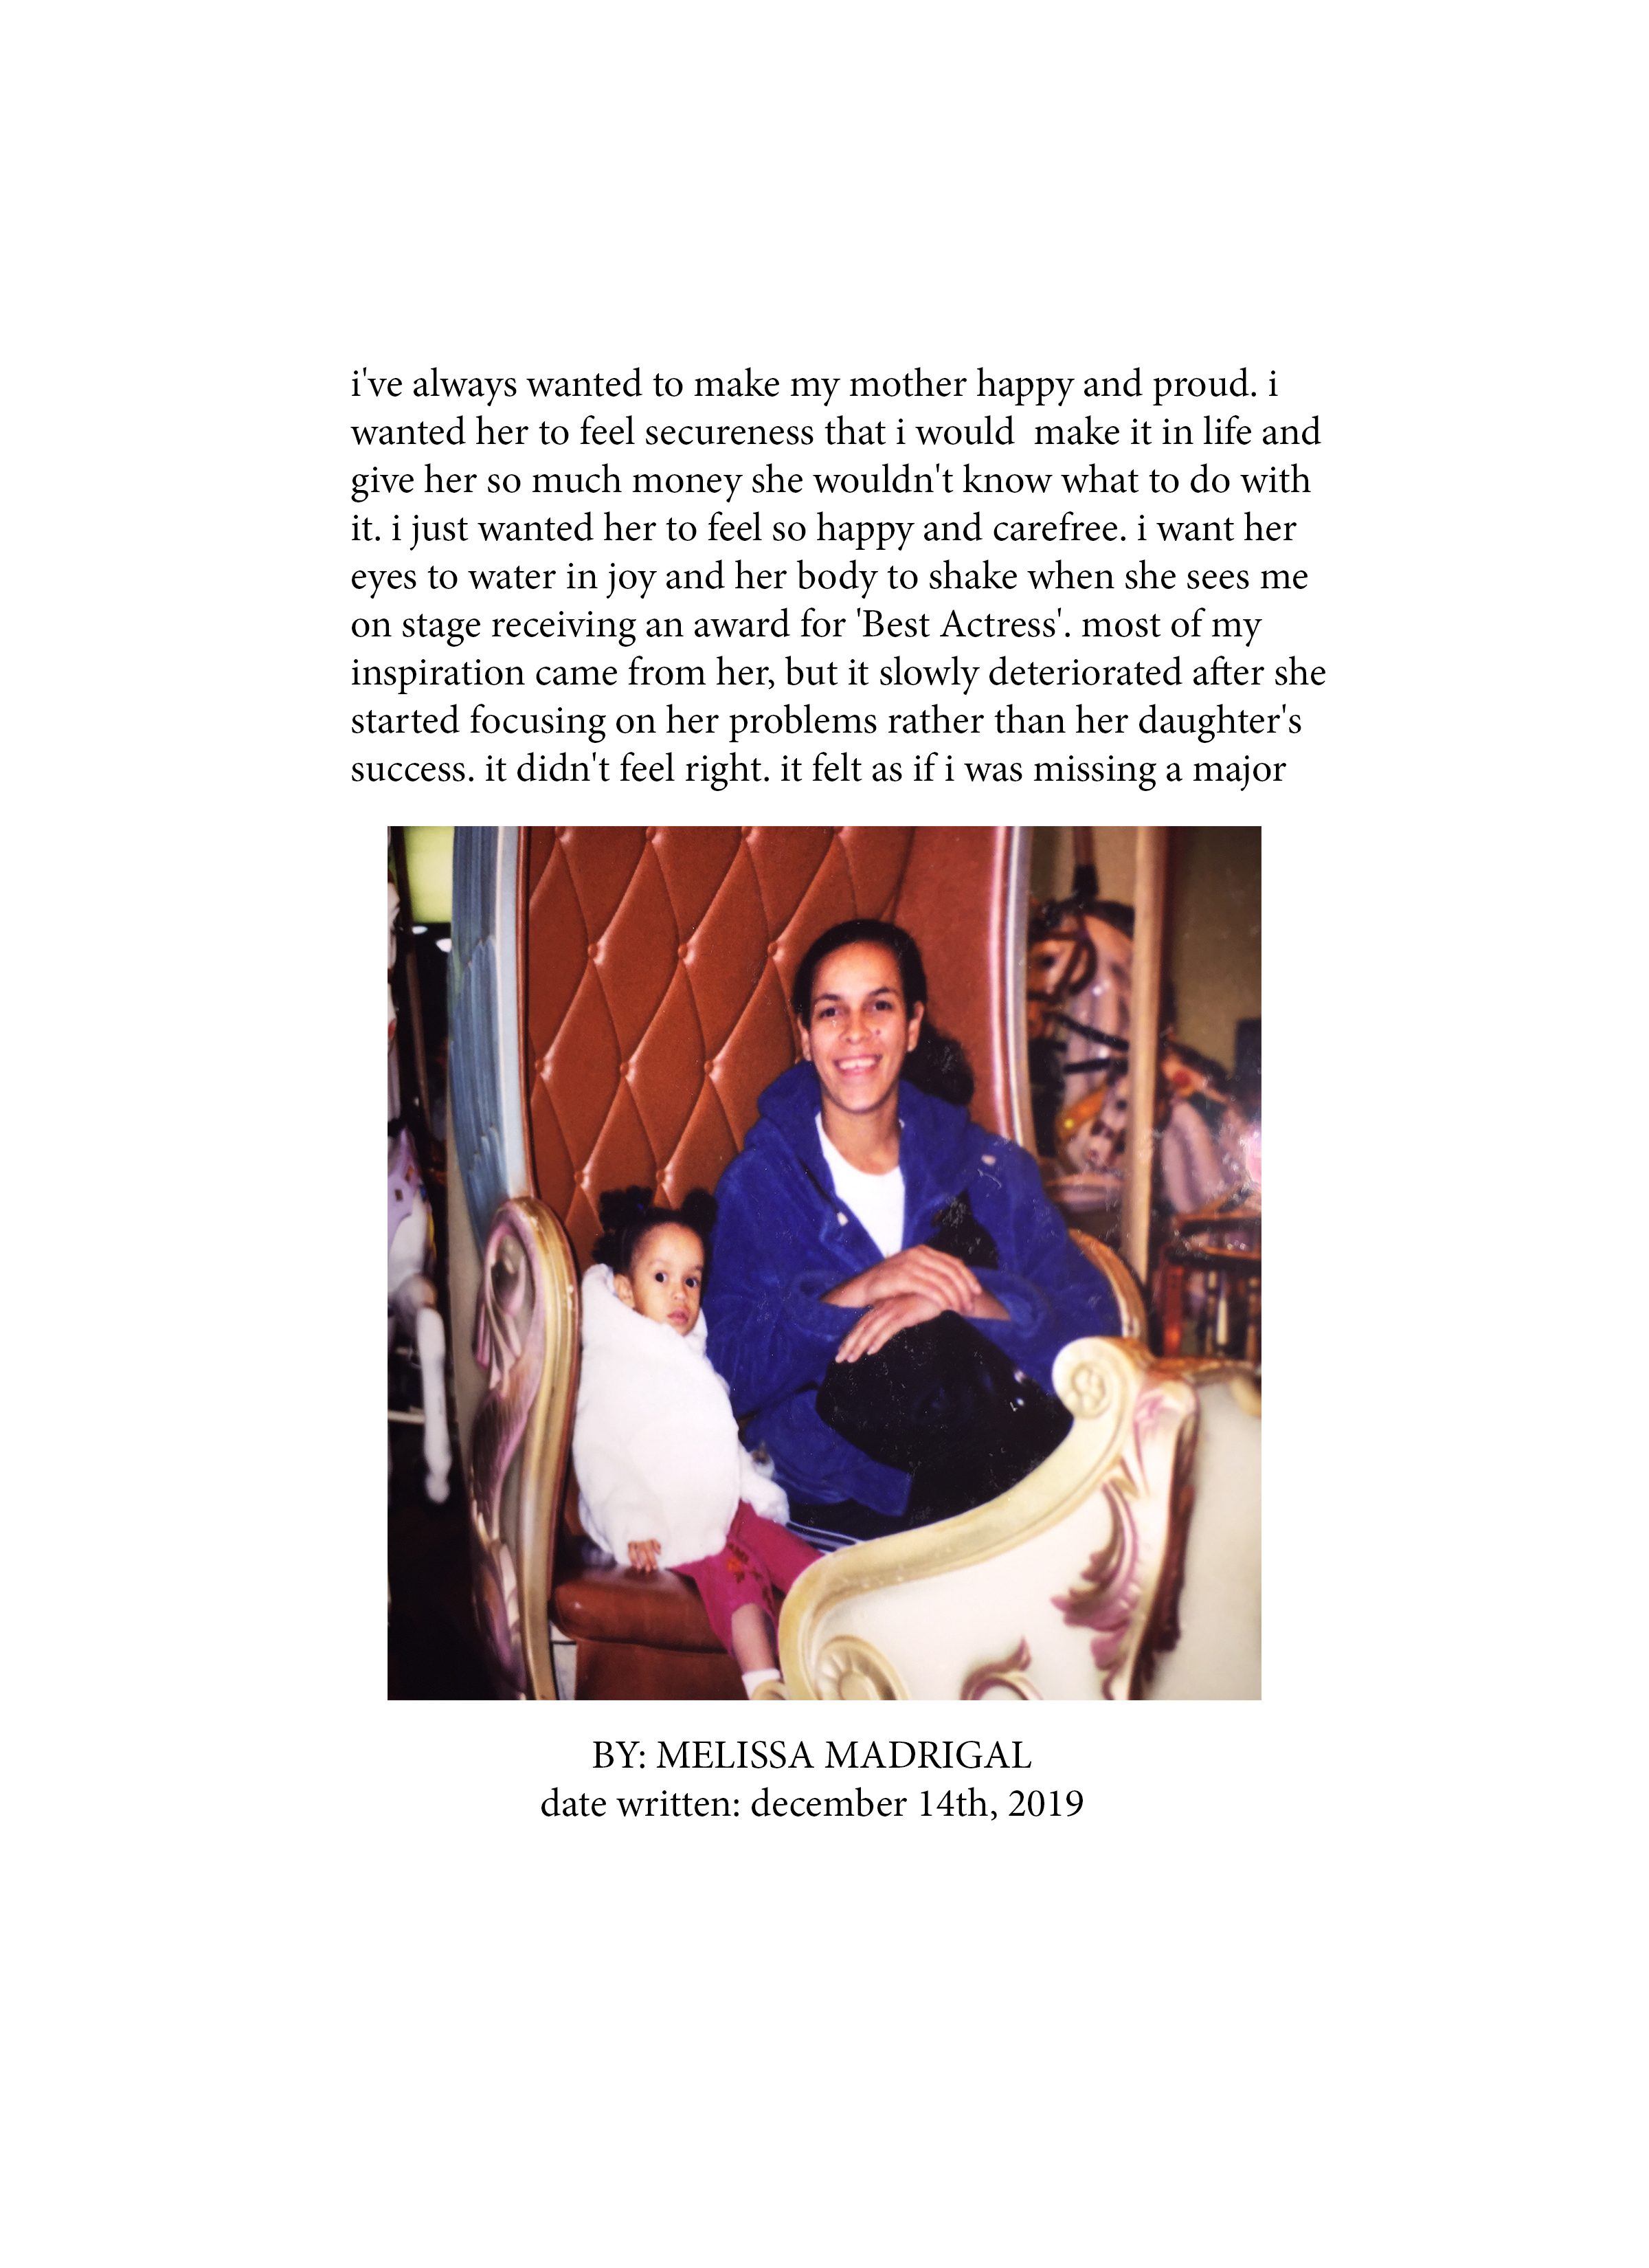 i've always wanted to make my mother happy and proud. i
wanted her to feel secureness that i would  make it in life and
give her so much money she wouldn't know what to do with
it. i just wanted her to feel so happy and carefree. i want her
eyes to water in joy and her body to shake when she sees me
on stage receiving an award for 'Best Actress'. most of my
inspiration came from her, but it slowly deteriorated after she
started focusing on her problems rather than her daughter's
success. it didn't feel right. it felt as if i was missing a major
BY: MELISSA MADRIGAL
date written: december 14th, 2019